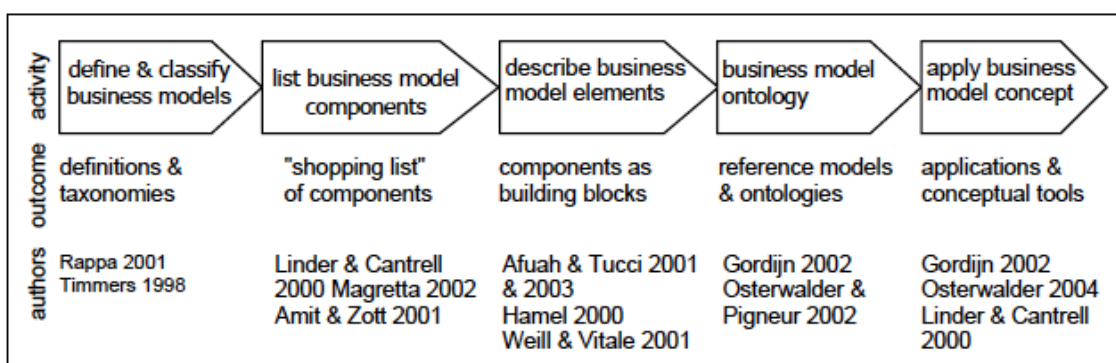 activity
define & classify
business models
list business model
components
describe business
model elements
business model
ontology
apply business
model concept
outcome
definitions &
taxonomies
"shopping list"
of components
components as
building blocks
reference models
& ontologies
applications &
conceptual tools
authors
Rappa 2001
Timmers 1998
Linder & Cantrell
2000 Magretta 2002
Amit & Zott 2001
Afuah & Tucci 2001
& 2003
Hamel 2000
Weill & Vitale 2001
Gordijn 2002
Osterwalder &
Pigneur 2002
Gordijn 2002
Osterwalder 2004
Linder & Cantrell
2000